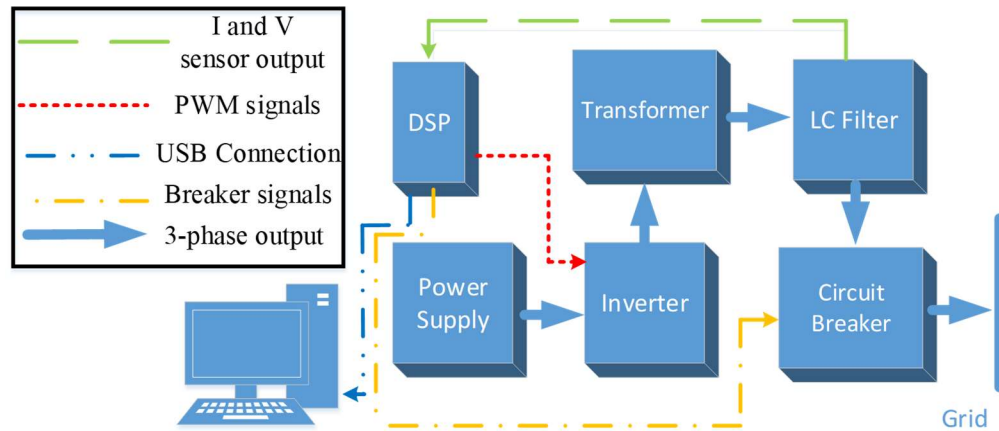 I and V
sensor output
PWM signals
USB Connection
Breaker signals
3-phase output
DSP
Transformer
LC Filter
Power
Supply
Inverter
Circuit
Breaker
Grid